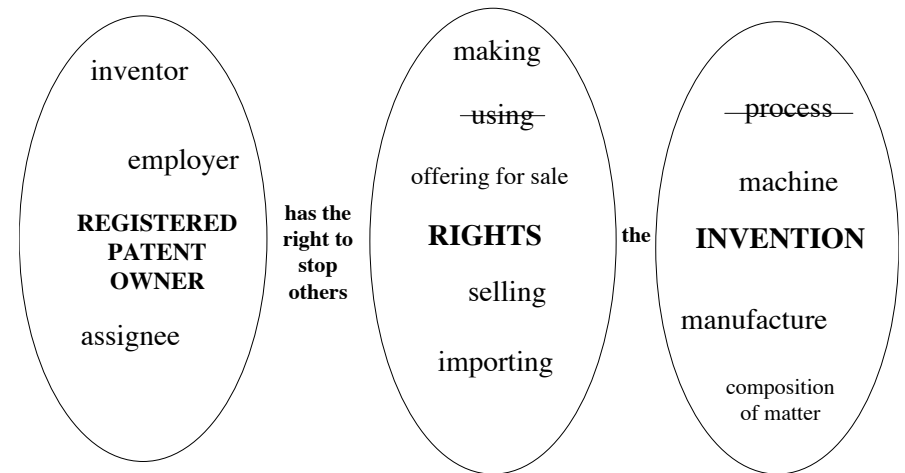 inventor
employer
REGISTERED
PATENT
OWNER
assignee
has the
right to
stop
others
making
using
offering for sale
RIGHTS
selling
importing
the
process
machine
INVENTION
manufacture
composition
of matter